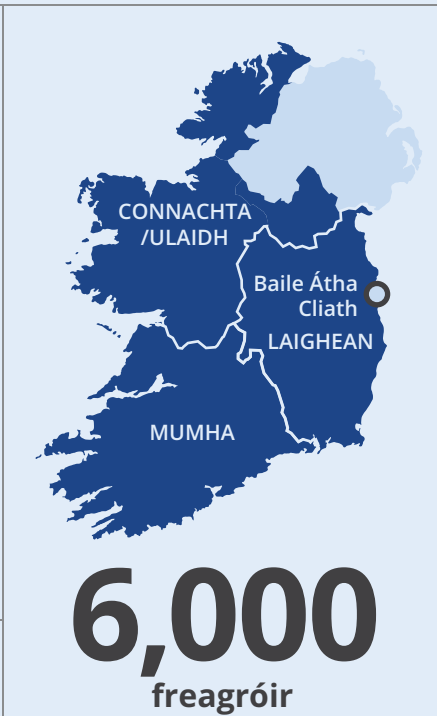 CONNACHTA
/ULAIDH
Baile Átha
Cliath
LAIGHEAN
MUMHA
6,000
freagróir